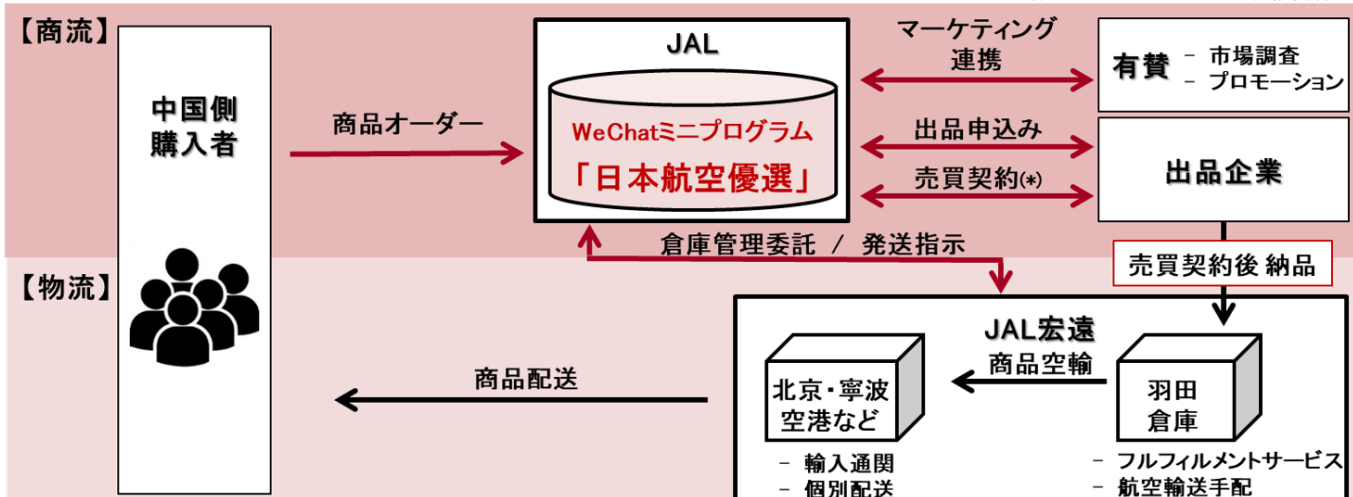 【商流】
中国側
購入者
商品オーダー
JAL
WeChatミニプログラム
「日本航空優選」
マーケティング
連携
有賛
- 市場調査
- プロモーション
出品申込み
売買契約(*)
出品企業
倉庫管理委託 / 発送指示
売買契約後 納品
【物流】
商品配送
JAL宏遠
商品空輸
北京・寧波
空港など
- 輸入通関
- 個別配送
羽田
倉庫
- フルフィルメントサービス
- 航空輸送手配